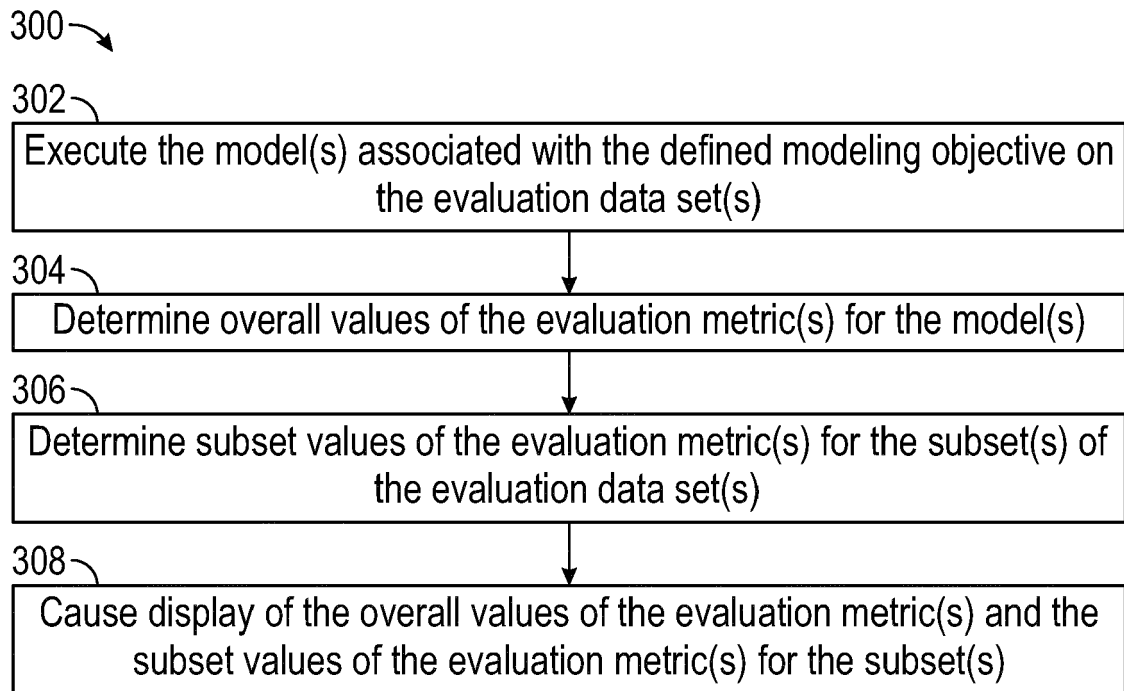 300
302
Execute the model(s) associated with the defined modeling objective on
the evaluation data set(s)
304
Determine overall values of the evaluation metric(s) for the model(s)
306
Determine subset values of the evaluation metric(s) for the subset(s) of
the evaluation data set(s)
308
Cause display of the overall values of the evaluation metric(s) and the
subset values of the evaluation metric(s) for the subset(s)